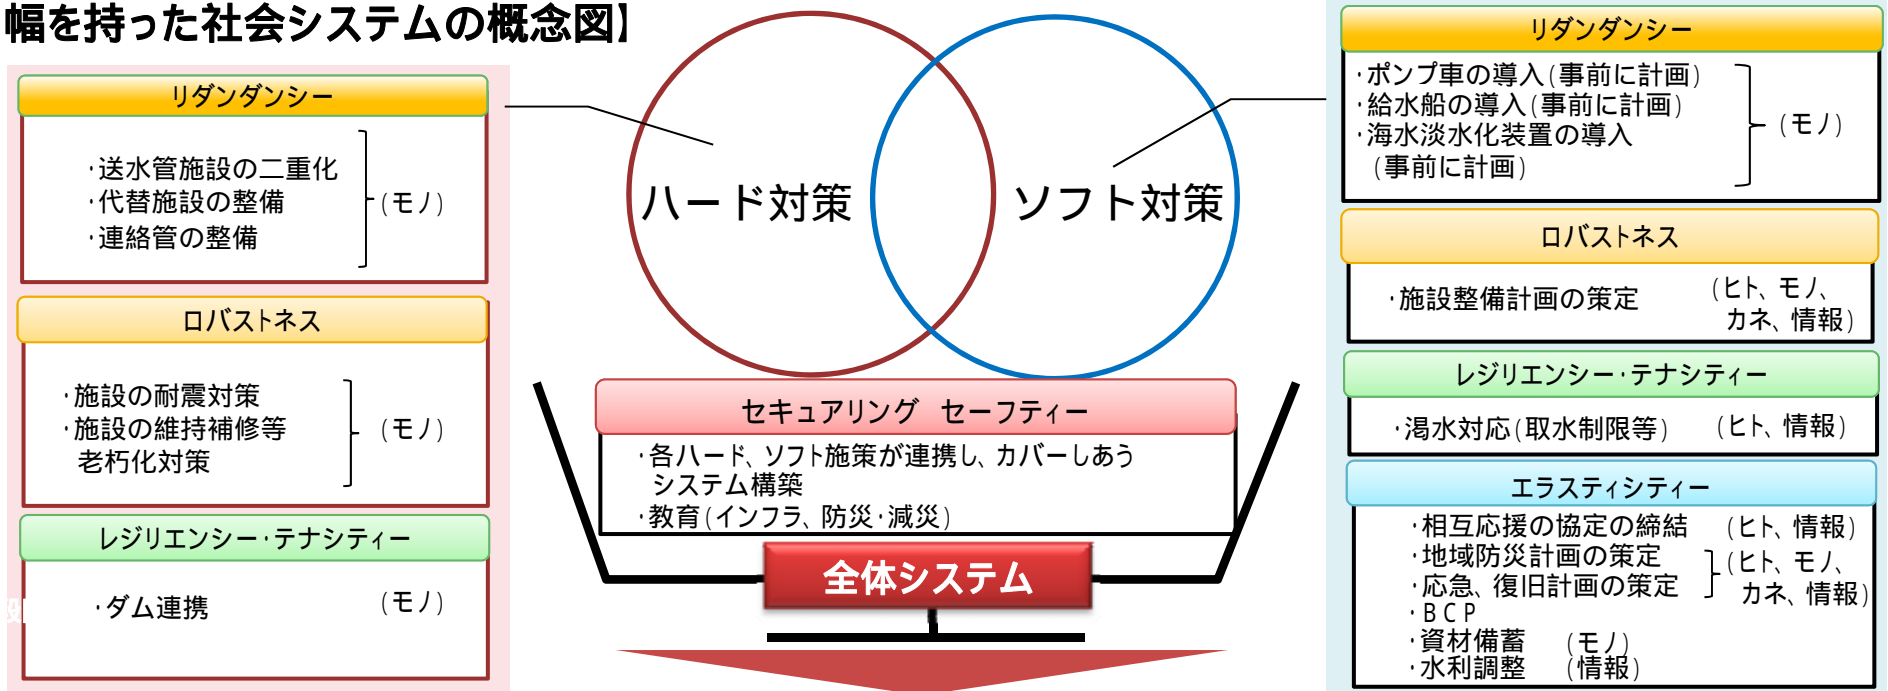 幅を持った社会システムの概念図】
リダンダンシー
・送水管施設の二重化
・代替施設の整備
・連絡管の整備
(モノ)
ロバストネス
・施設の耐震対策
・施設の維持補修等
老朽化対策
(モノ)
レジリエンシー・テナシティー
・ダム連携
(モノ)
ハード対策
ソフト対策
セキュアリング セーフティー
・各ハード、ソフト施策が連携し、カバーしあう
システム構築
・教育(インフラ、防災・減災)
全体システム
リダンダンシー
・ポンプ車の導入(事前に計画)
・給水船の導入(事前に計画)
・海水淡水化装置の導入
(事前に計画)
(モノ)
ロバストネス
・施設整備計画の策定
(ヒト、モノ、
カネ、情報)
レジリエンシー・テナシティー
・渇水対応(取水制限等)
(ヒト、情報)
エラスティシティー
・相互応援の協定の締結 (ヒト、情報)
・地域防災計画の策定
・応急、復旧計画の策定
(ヒト、モノ、
カネ、情報)
・BCP
・資材備蓄 (モノ)
・水利調整 (情報)